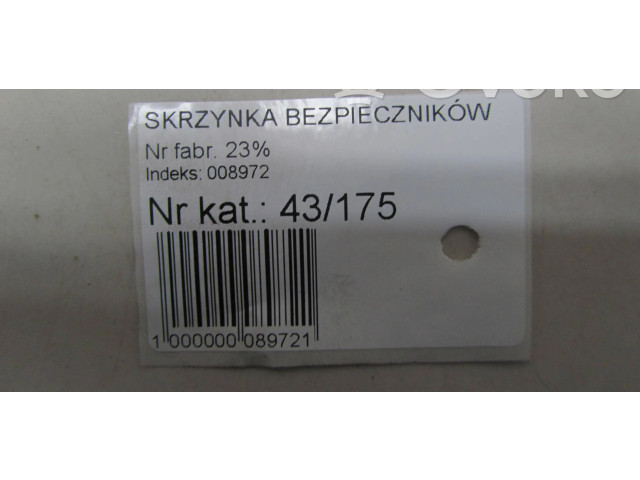 SKRZYNKA BEZPIECZNIKÓW
Nr fabr. 23%
Indeks: 008972
Nr kat.: 43/175
1 000000 089721